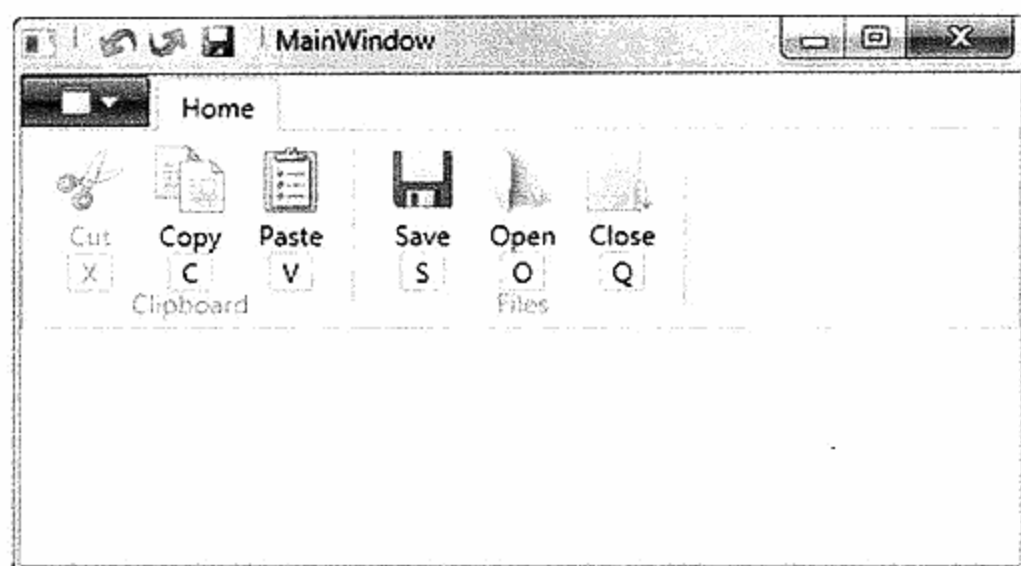 MainWindow
Home
Cut Copy Paste Save Open Close
X C V S O Q
Clipboard Files